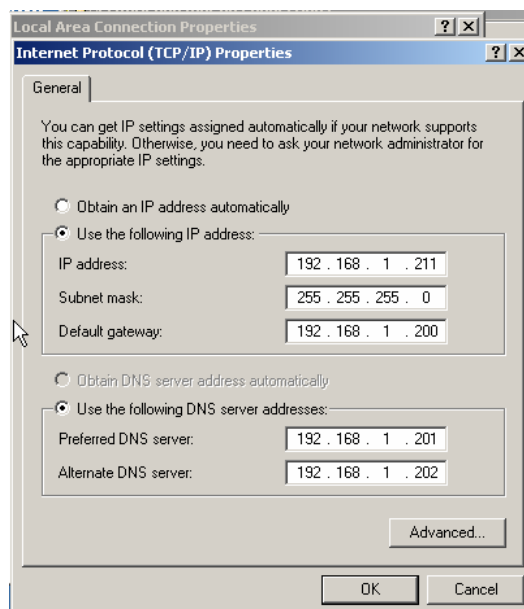 Local Area Connection Properties
Internet Protocol (TCP/IP) Properties
General
You can get IP settings assigned automatically if your network supports
this capability. Otherwise, you need to ask your network administrator for
the appropriate IP settings.
Obtain an IP address automatically
Use the following IP address:
IP address: 192 . 168 . 1 . 211
Subnet mask: 255 . 255 . 255 . 0
Default gateway: 192 . 168 . 1 . 200
Obtain DNS server address automatically
Use the following DNS server addresses:
Preferred DNS server: 192 . 168 . 1 . 201
Alternate DNS server: 192 . 168 . 1 . 202
Advanced...
OK Cancel